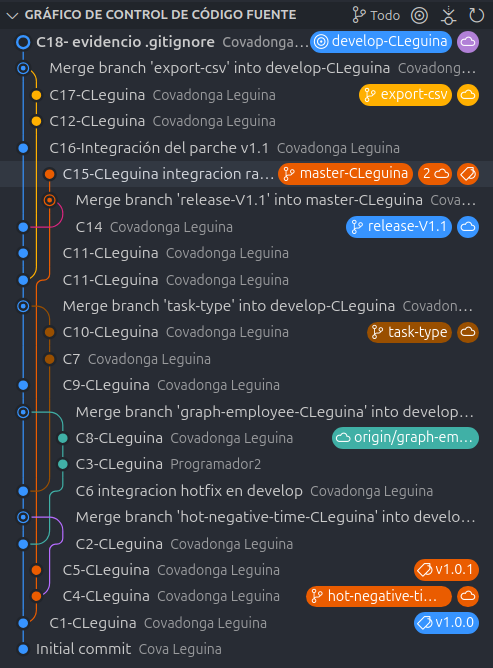 GRÁFICO DE CONTROL DE CÓDIGO FUENTE Todo
C18- evidencio .gitignore Covadonga... develop-CLeguina
Merge branch 'export-csv' into develop-CLeguina Covadong...
C17-CLeguina Covadonga Leguina export-csv
C12-CLeguina Covadonga Leguina
C16-Integración del parche v1.1 Covadonga Leguina
C15-CLeguina integracion ra... master-CLeguina 2
Merge branch 'release-V1.1' into master-CLeguina Cova...
C14 Covadonga Leguina release-V1.1
C11-CLeguina Covadonga Leguina
C11-CLeguina Covadonga Leguina
Merge branch 'task-type' into develop-CLeguina Covadon...
C10-CLeguina Covadonga Leguina task-type
C7 Covadonga Leguina
C9-CLeguina Covadonga Leguina
Merge branch 'graph-employee-CLeguina' into develop...
C8-CLeguina Covadonga Leguina origin/graph-em...
C3-CLeguina Programador2
C6 integracion hotfix en develop Covadonga Leguina
Merge branch 'hot-negative-time-CLeguina' into develo...
C2-CLeguina Covadonga Leguina
C5-CLeguina Covadonga Leguina v1.0.1
C4-CLeguina Covadonga Leguina hot-negative-ti...
C1-CLeguina Covadonga Leguina v1.0.0
Initial commit Cova Leguina